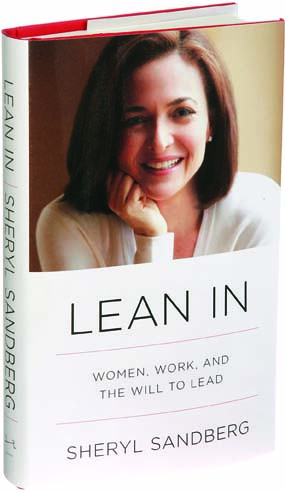 LEAN IN
WOMEN, WORK, AND
THE WILL TO LEAD
SHERYL SANDBERG
LEAN IN | SHERYL SANDBERG